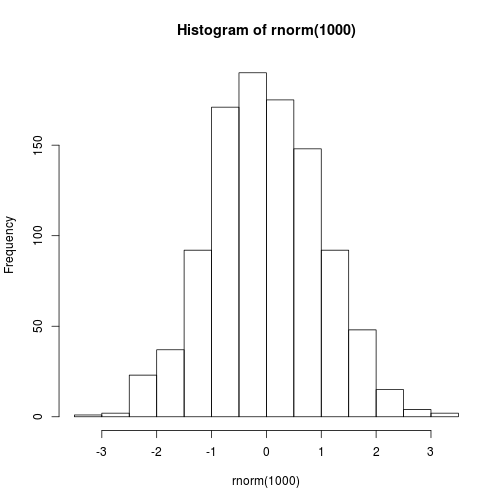 Histogram of rnorm(1000)
Frequency
150
100
50
0
-3 -2 -1 0 1 2 3
rnorm(1000)